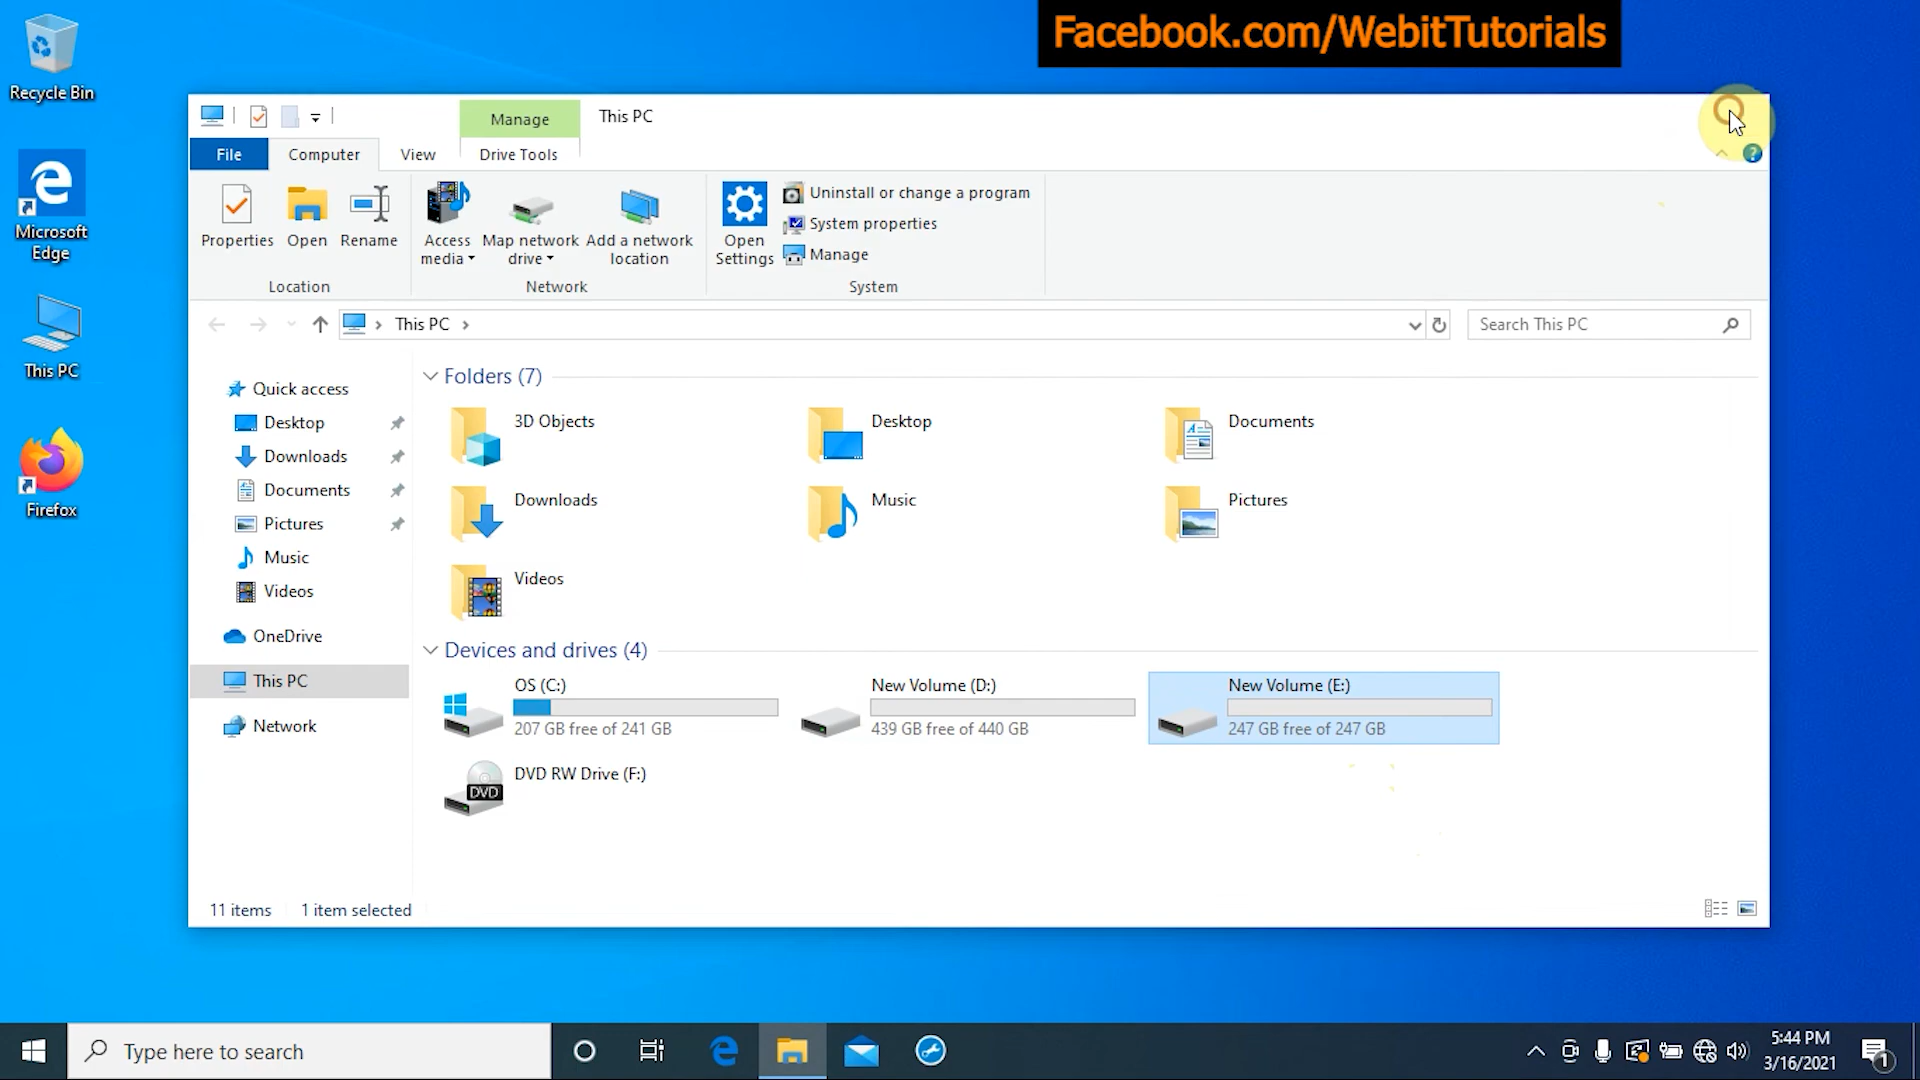 Facebook.com/WebitTutorials
Recycle Bin
Microsoft
Edge
This PC
Firefox
Manage
This PC
File
Computer
View
Drive Tools
Properties
Open
Rename
Location
Access
media
Map network
drive
Add a network
location
Network
Open
Settings
Uninstall or change a program
System properties
Manage
System
This PC
Search This PC
Quick access
Desktop
Downloads
Documents
Pictures
Music
Videos
OneDrive
This PC
Network
Folders (7)
3D Objects
Desktop
Documents
Downloads
Music
Pictures
Videos
Devices and drives (4)
OS (C:)
207 GB free of 241 GB
New Volume (D:)
439 GB free of 440 GB
New Volume (E:)
247 GB free of 247 GB
DVD
DVD RW Drive (F:)
11 items
1 item selected
Type here to search
5:44 PM
3/16/2021
1